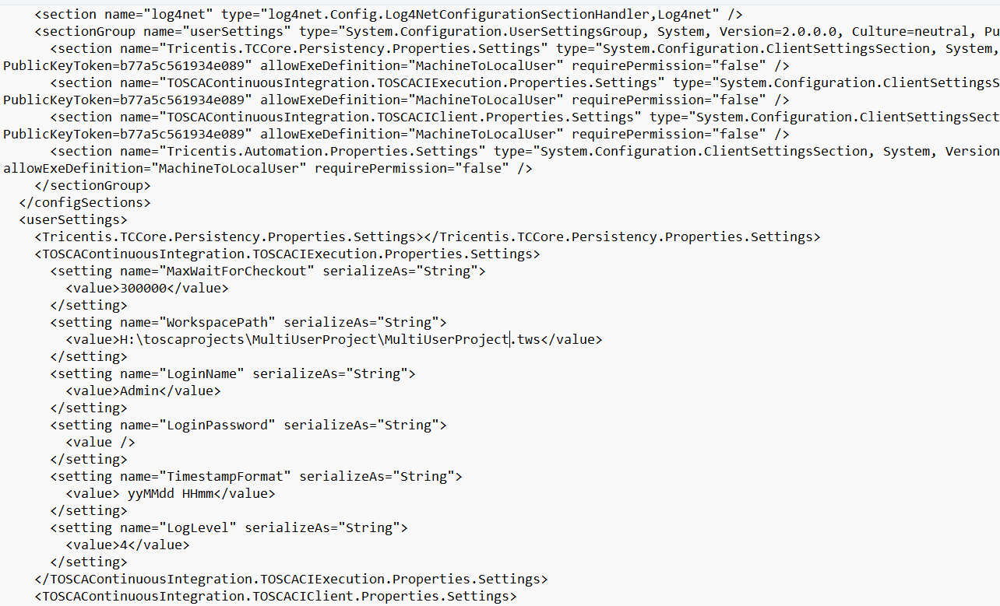 <section name="log4net" type="log4net.Config.Log4NetConfigurationSectionHandler,Log4net" />
<sectionGroup name="userSettings" type="System.Configuration.UserSettingsGroup, System, Version=2.0.0.0, Culture=neutral, Pu
<section name="Tricentis.TCCore.Persistency.Properties.Settings" type="System.Configuration.ClientSettingsSection, System,
PublicKeyToken=b77a5c561934e089" allowExeDefinition="MachineToLocalUser" requirePermission="false" />
<section name="TOSCAContinuousIntegration.TOSCACIExecution.Properties.Settings" type="System.Configuration.ClientSettingsS
PublicKeyToken=b77a5c561934e089" allowExeDefinition="MachineToLocalUser" requirePermission="false" />
<section name="TOSCAContinuousIntegration.TOSCACIClient.Properties.Settings" type="System.Configuration.ClientSettingsSect
PublicKeyToken=b77a5c561934e089" allowExeDefinition="MachineToLocalUser" requirePermission="false" />
<section name="Tricentis.Automation.Properties.Settings" type="System.Configuration.ClientSettingsSection, System, Version
allowExeDefinition="MachineToLocalUser" requirePermission="false" />
</sectionGroup>
</configSections>
<userSettings>
<Tricentis.TCCore.Persistency.Properties.Settings></Tricentis.TCCore.Persistency.Properties.Settings>
<TOSCAContinuousIntegration.TOSCACIExecution.Properties.Settings>
<setting name="MaxWaitForCheckout" serializeAs="String">
<value>300000</value>
</setting>
<setting name="WorkspacePath" serializeAs="String">
<value>H:\toscaprojects\MultiUserProject\MultiUserProject.tws</value>
</setting>
<setting name="LoginName" serializeAs="String">
<value>Admin</value>
</setting>
<setting name="LoginPassword" serializeAs="String">
<value />
</setting>
<setting name="TimestampFormat" serializeAs="String">
<value> yyMMdd HHmm</value>
</setting>
<setting name="LogLevel" serializeAs="String">
<value>4</value>
</setting>
</TOSCAContinuousIntegration.TOSCACIExecution.Properties.Settings>
<TOSCAContinuousIntegration.TOSCACIClient.Properties.Settings>